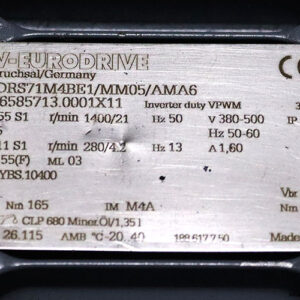 V-EURODRIVE
ruchsal/Germany
DRS71M4BE1/MM05/AMA6
6585713.0001X11 Inverter duty VPWM
55 S1 r/min 1400/21 Hz 50 V 380-500
Hz 50-60
11 S1 r/min 280/4.2 Hz 13 A 1,60
55(F) ML 03
YBS.10400
Nm 165 IM M4A
CLP 680 Miner.Öl/1,35l
26.115 AMB °C -20..40 188 617 7.50 Made